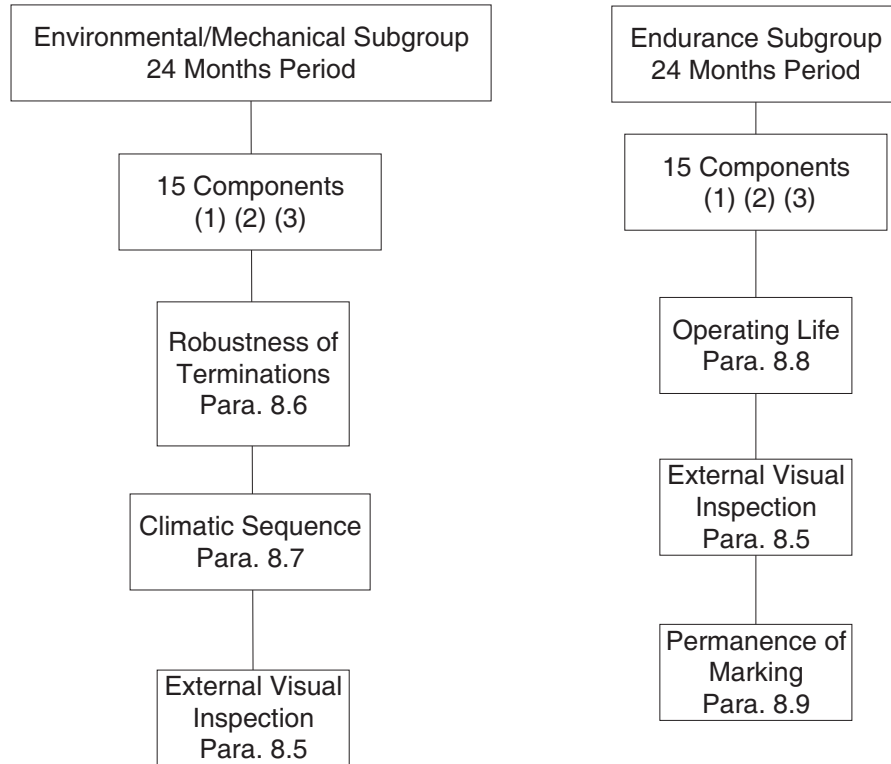 Environmental/Mechanical Subgroup
24 Months Period
15 Components
(1) (2) (3)
Robustness of
Terminations
Para. 8.6
Climatic Sequence
Para. 8.7
External Visual
Inspection
Para. 8.5
Endurance Subgroup
24 Months Period
15 Components
(1) (2) (3)
Operating Life
Para. 8.8
External Visual
Inspection
Para. 8.5
Permanence of
Marking
Para. 8.9